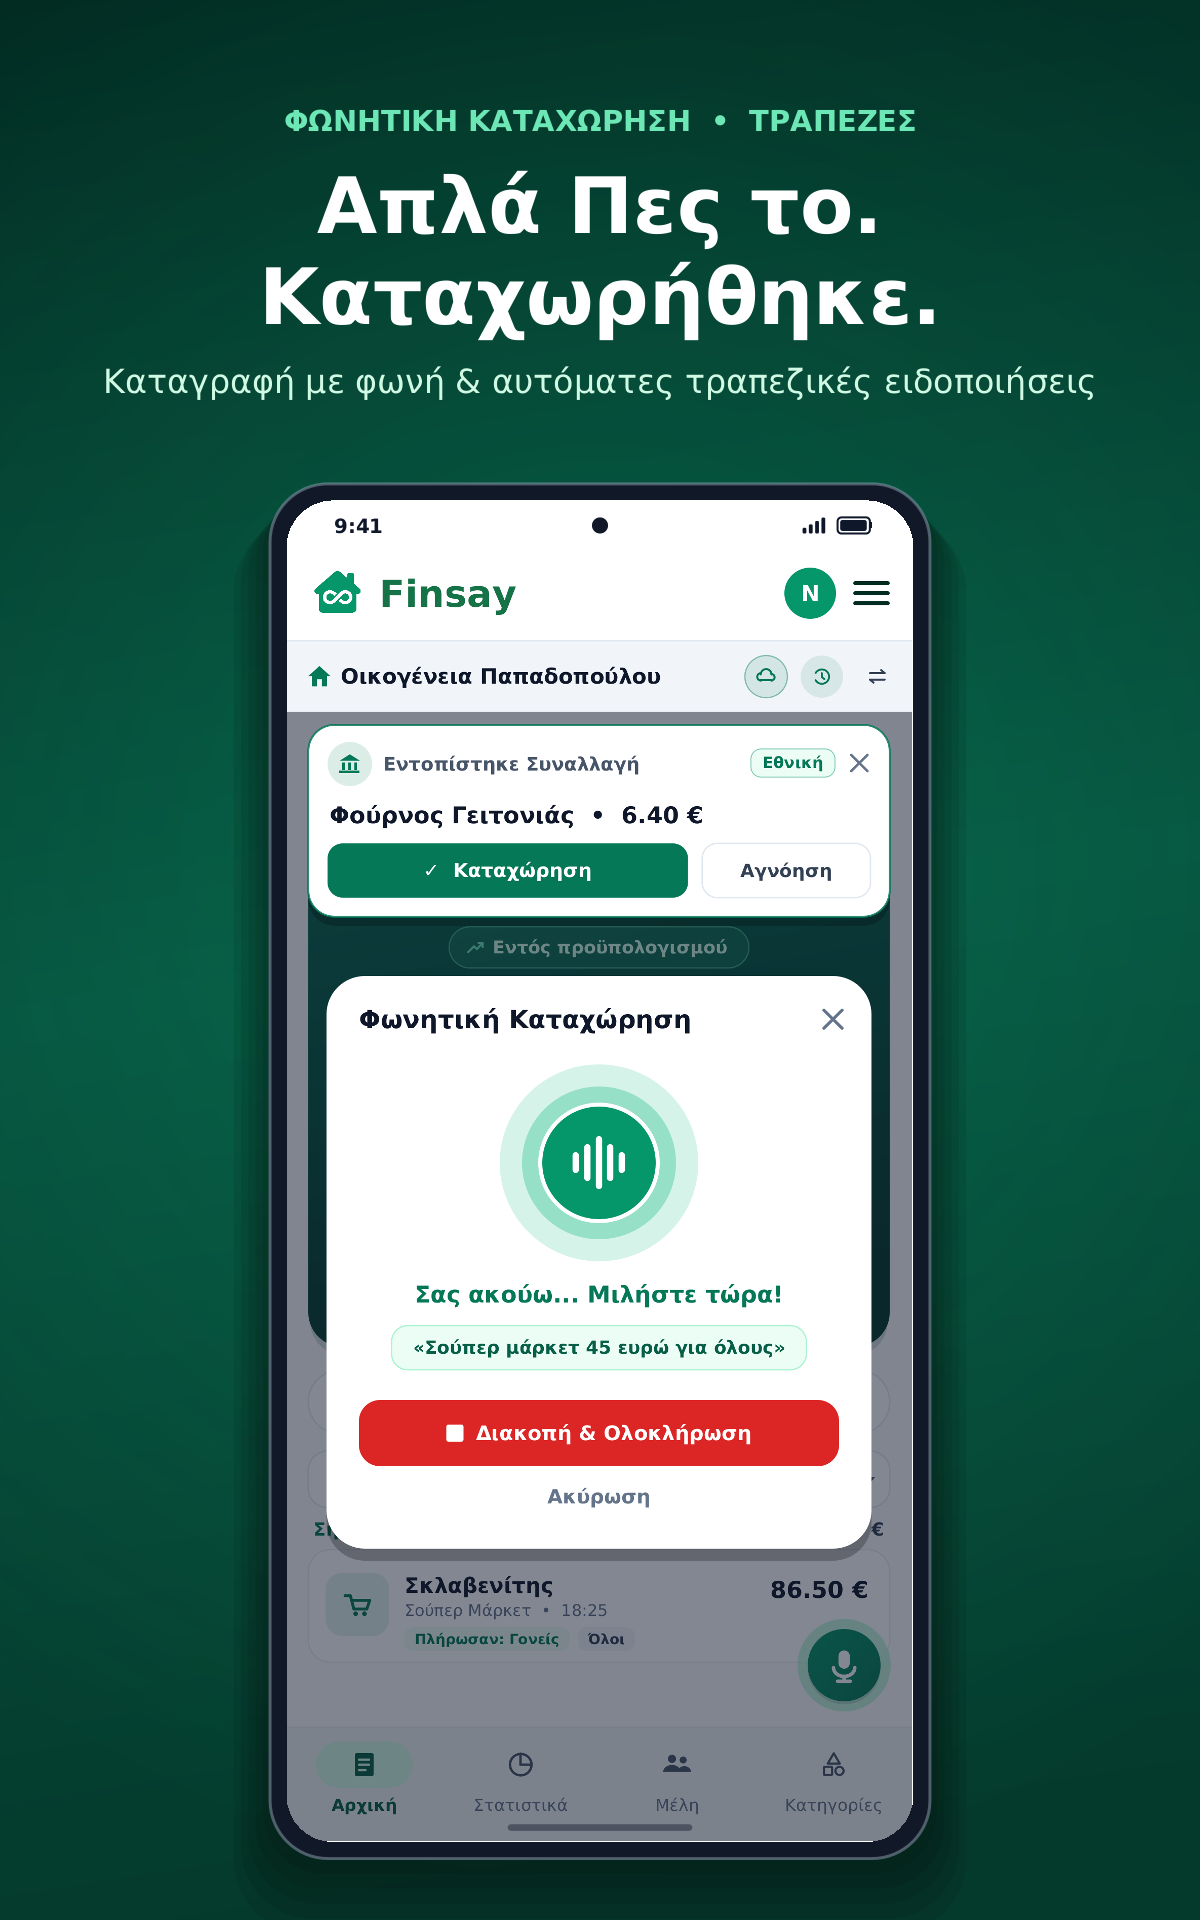 ΦΩΝΗΤΙΚΗ ΚΑΤΑΧΩΡΗΣΗ • ΤΡΑΠΕΖΕΣ
Απλά Πες το.
Καταχωρήθηκε.
Καταγραφή με φωνή & αυτόματες τραπεζικές ειδοποιήσεις
9:41
Finsay
N
Οικογένεια Παπαδοπούλου
Εντοπίστηκε Συναλλαγή
Εθνική
Φούρνος Γειτονιάς • 6.40 €
✓ Καταχώρηση
Αγνόηση
Εντός προϋπολογισμού
Φωνητική Καταχώρηση
Σας ακούω... Μιλήστε τώρα!
«Σούπερ μάρκετ 45 ευρώ για όλους»
Διακοπή & Ολοκλήρωση
Ακύρωση
€
Σκλαβενίτης
86.50 €
Σούπερ Μάρκετ • 18:25
Πλήρωσαν: Γονείς
Όλοι
Αρχική
Στατιστικά
Μέλη
Κατηγορίες